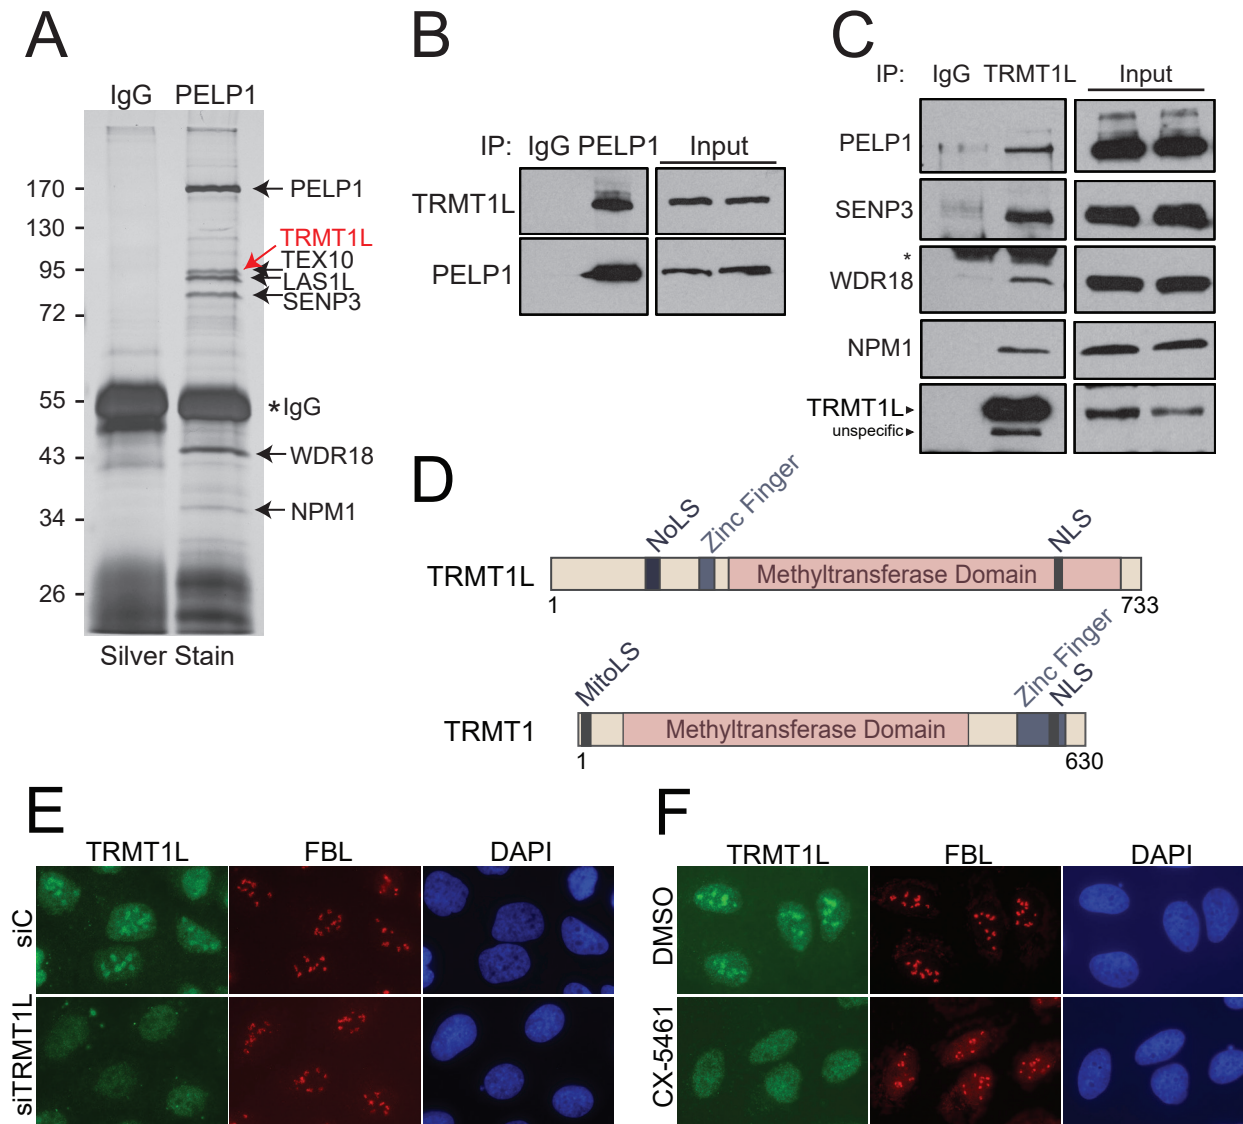 A
IgG PELP1
170
130
95
72
55
43
34
26
PELP1
TRMT1L
TEX10
LAS1L
SENP3
*IgG
WDR18
NPM1
Silver Stain
B
IP: IgG PELP1 Input
TRMT1L
PELP1
C
IP: IgG TRMT1L Input
PELP1
SENP3
*
WDR18
NPM1
TRMT1L
unspecific
D
NoLS
Zinc Finger
NLS
TRMT1L
Methyltransferase Domain
1
733
MitoLS
Zinc Finger
NLS
TRMT1
Methyltransferase Domain
1
630
E
TRMT1L FBL DAPI
siC
siTRMT1L
F
TRMT1L FBL DAPI
DMSO
CX-5461